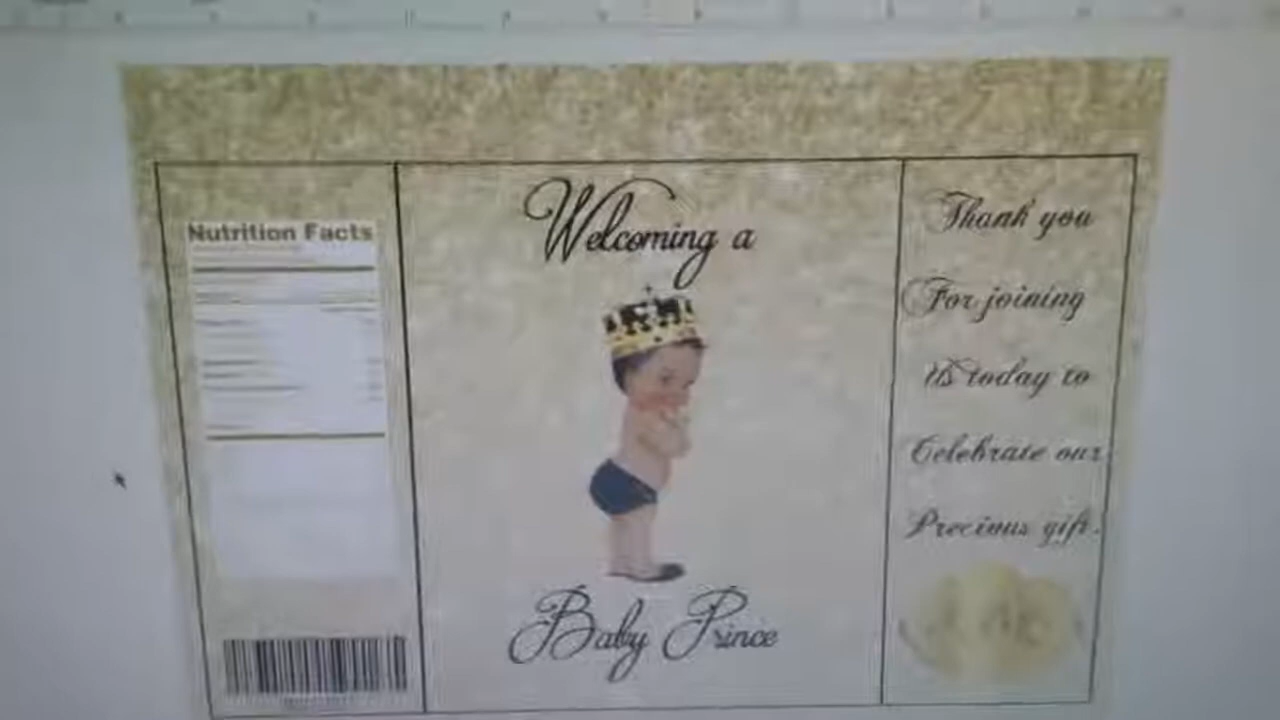 Nutrition Facts
Welcoming a
Baby Prince
Thank you
For joining
Us today to
Celebrate our
Precious gift.